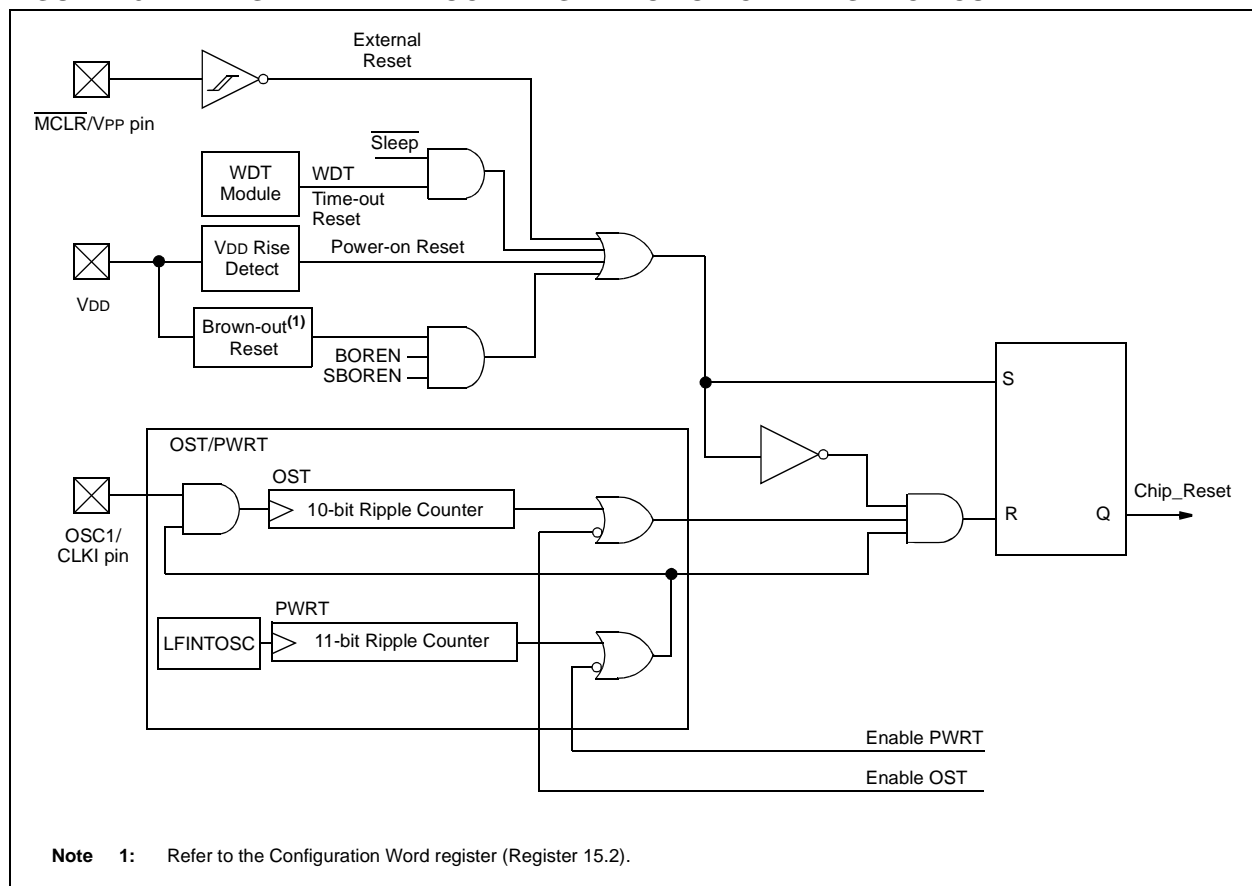 External
Reset
MCLR/VPP pin
Sleep
WDT
Module
WDT
Time-out
Reset
VDD Rise
Detect
Power-on Reset
VDD
Brown-out(1)
Reset
BOREN
SBOREN
S
OST/PWRT
OST
10-bit Ripple Counter
Chip_Reset
R
Q
OSC1/
CLKI pin
PWRT
LFINTOSC
11-bit Ripple Counter
Enable PWRT
Enable OST
Note 1: Refer to the Configuration Word register (Register 15.2).